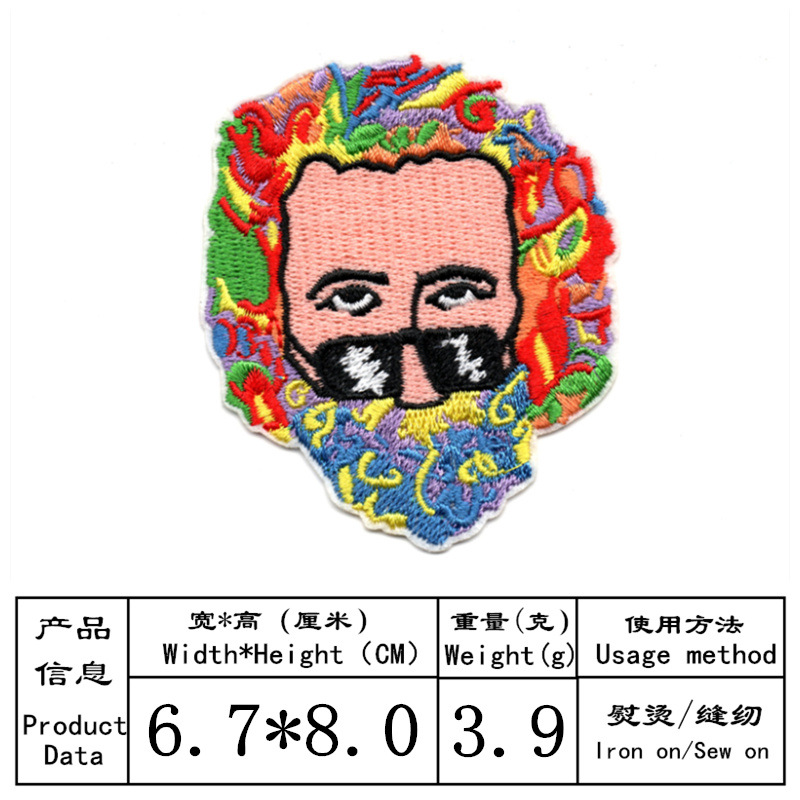 产品
信息
Product
Data
宽*高 (厘米)
Width*Height (CM)
重量(克)
Weight(g)
使用方法
Usage method
6.7*8.0
3.9
熨烫/缝纫
Iron on/Sew on